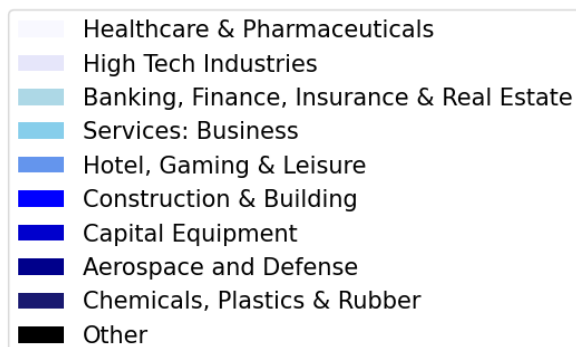 Healthcare & Pharmaceuticals
High Tech Industries
Banking, Finance, Insurance & Real Estate
Services: Business
Hotel, Gaming & Leisure
Construction & Building
Capital Equipment
Aerospace and Defense
Chemicals, Plastics & Rubber
Other